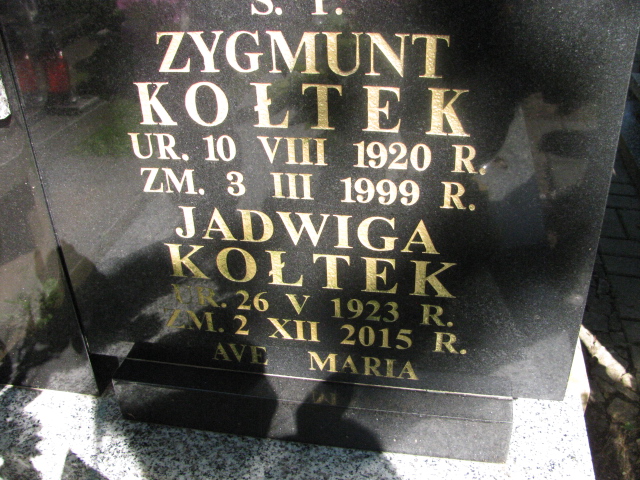 Ś. P.
ZYGMUNT
KOŁTEK
UR. 10 VIII 1920 R.
ZM. 3 III 1999 R.
JADWIGA
KOŁTEK
UR. 26 V 1923 R.
ZM. 2 XII 2015 R.
AVE MARIA